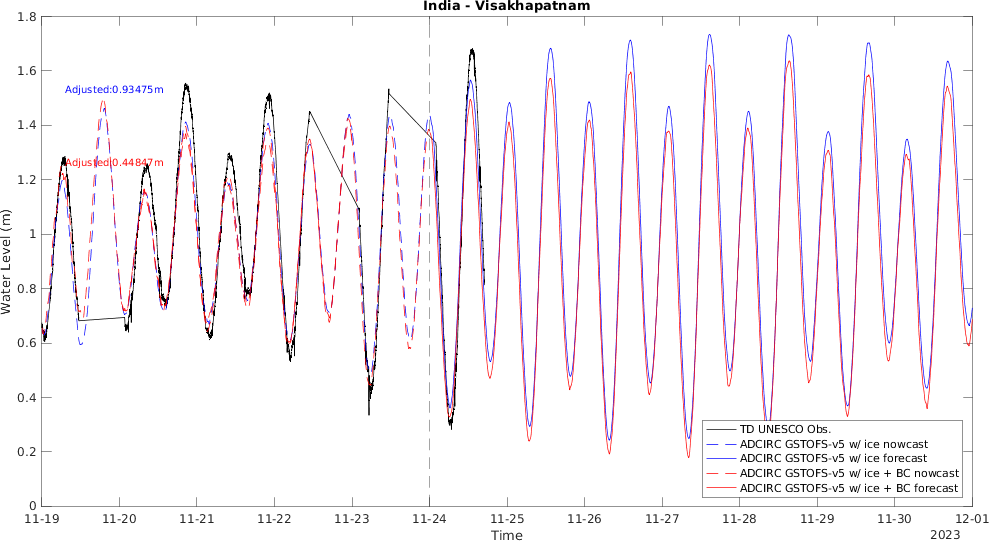 India - Visakhapatnam
1.8
1.6
1.4
1.2
1
0.8
0.6
0.4
0.2
0
Water Level (m)
Adjusted:0.93475m
Adjusted:0.44847m
TD UNESCO Obs.
ADCIRC GSTOFS-v5 w/ ice nowcast
ADCIRC GSTOFS-v5 w/ ice forecast
ADCIRC GSTOFS-v5 w/ ice + BC nowcast
ADCIRC GSTOFS-v5 w/ ice + BC forecast
11-19 11-20 11-21 11-22 11-23 11-24 11-25 11-26 11-27 11-28 11-29 11-30 12-01
Time
2023